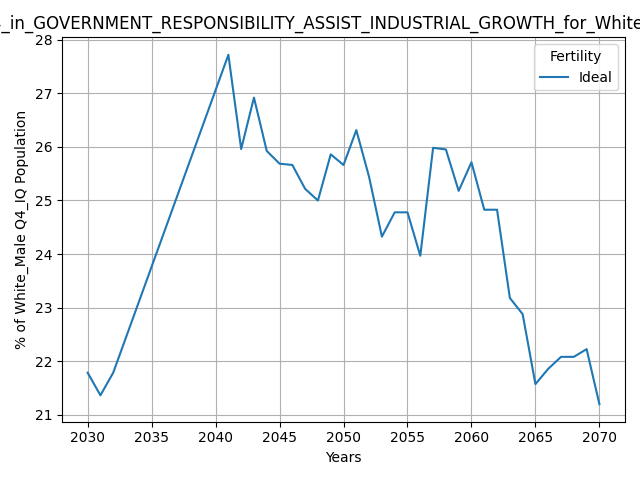 _in_GOVERNMENT_RESPONSIBILITY_ASSIST_INDUSTRIAL_GROWTH_for_White
Fertility
Ideal
28
27
26
25
24
23
22
21
% of White_Male Q4_IQ Population
2030 2035 2040 2045 2050 2055 2060 2065 2070
Years